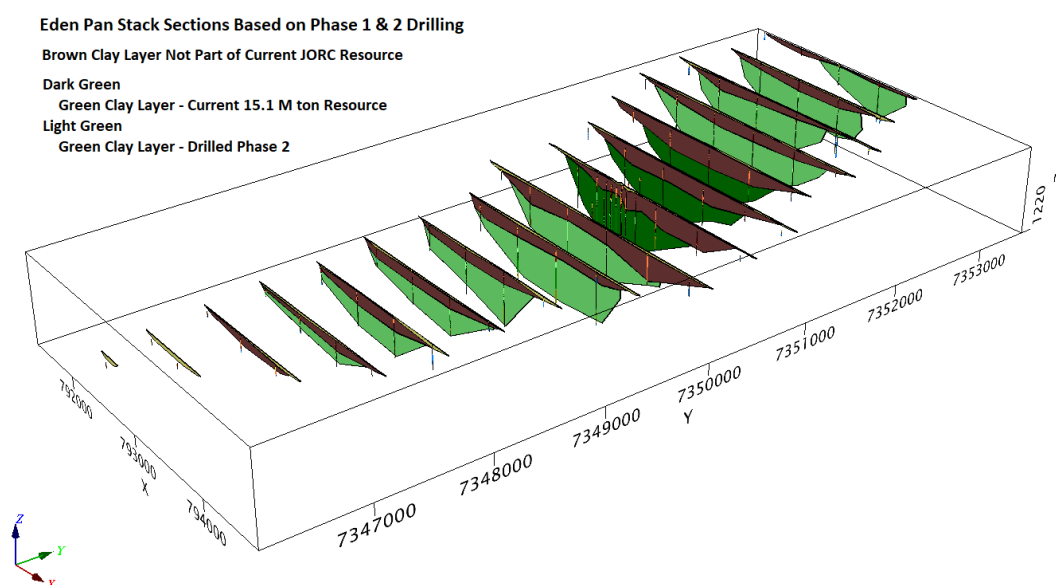 Eden Pan Stack Sections Based on Phase 1 & 2 Drilling
Brown Clay Layer Not Part of Current JORC Resource
Dark Green
Green Clay Layer - Current 15.1 M ton Resource
Light Green
Green Clay Layer - Drilled Phase 2
1220
7353000
7352000
7351000
7350000
Y
7349000
7348000
7347000
792000
793000
X
794000
Z
Y
X